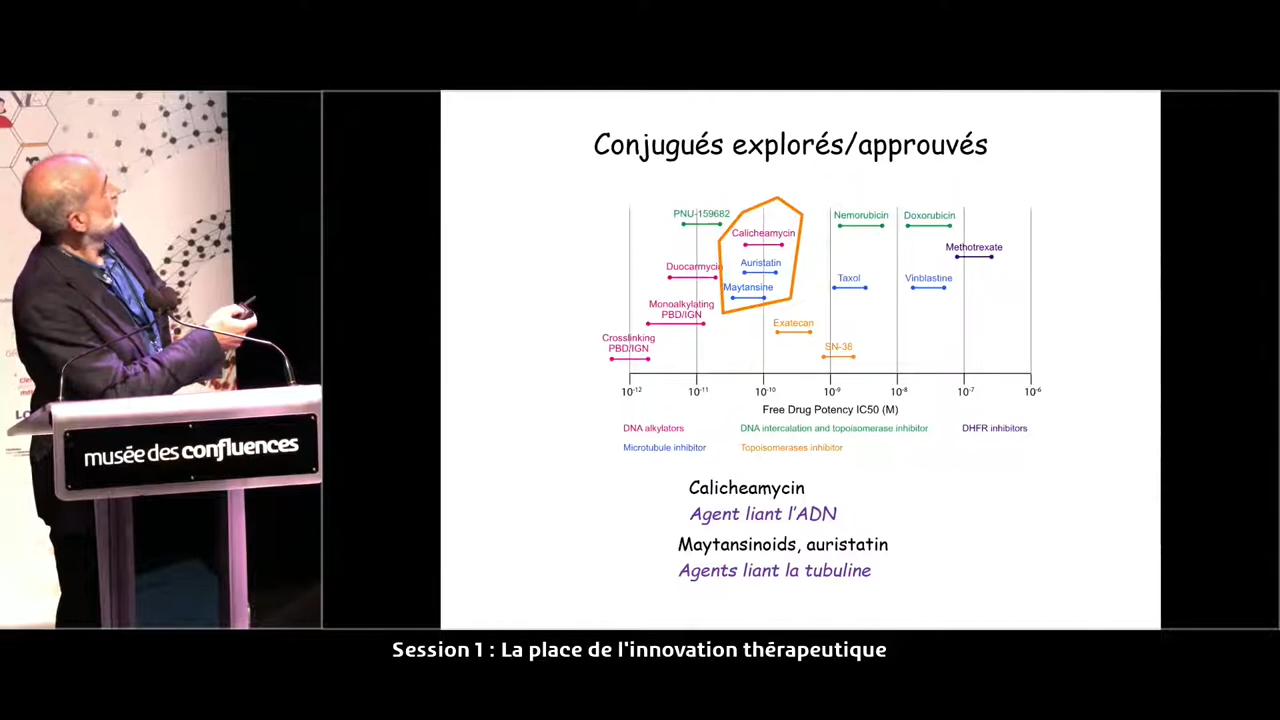 Conjugués explorés/approuvés
PNU-159682
Nemorubicin
Doxorubicin
Calicheamycin
Methotrexate
Auristatin
Duocarmycin
Taxol
Vinblastine
Maytansine
Monoalkylating
PBD/IGN
Exatecan
Crosslinking
PBD/IGN
SN-38
10-12
10-11
10-10
10-9
10-8
10-7
10-6
Free Drug Potency IC50 (M)
DNA alkylators
DNA intercalation and topoisomerase inhibitor
DHFR inhibitors
Microtubule inhibitor
Topoisomerases inhibitor
Calicheamycin
Agent liant l'ADN
Maytansinoids, auristatin
Agents liant la tubuline
musée des confluences
Session 1 : La place de l'innovation thérapeutique